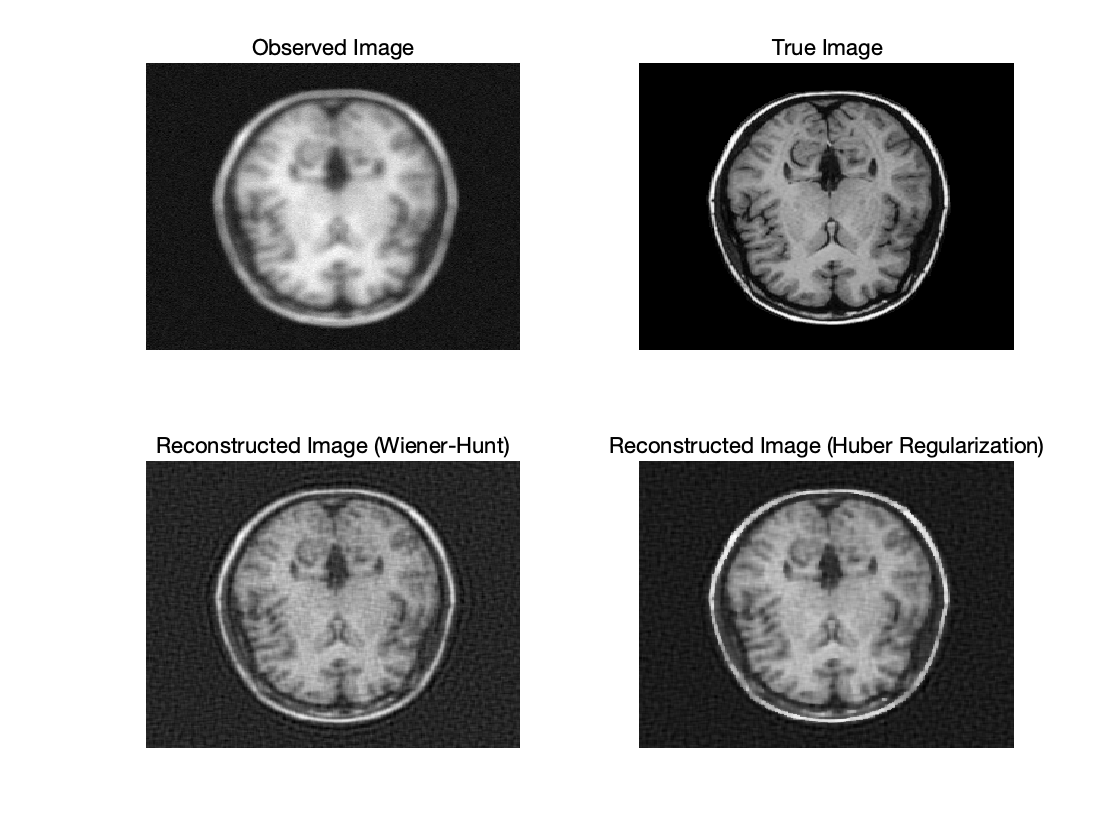 Observed Image
True Image
Reconstructed Image (Wiener-Hunt)
Reconstructed Image (Huber Regularization)